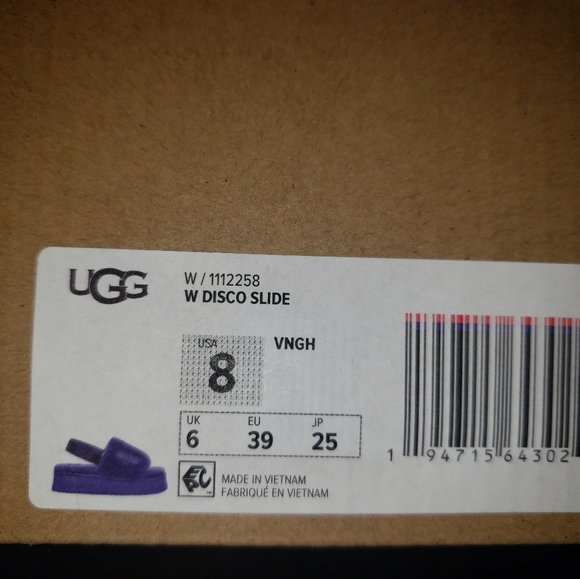 UGG
W / 1112258
W DISCO SLIDE
USA
8
VNGH
UK EU JP
6 39 25
MADE IN VIETNAM
FABRIQUÉ EN VIETNAM
1 94715 64302